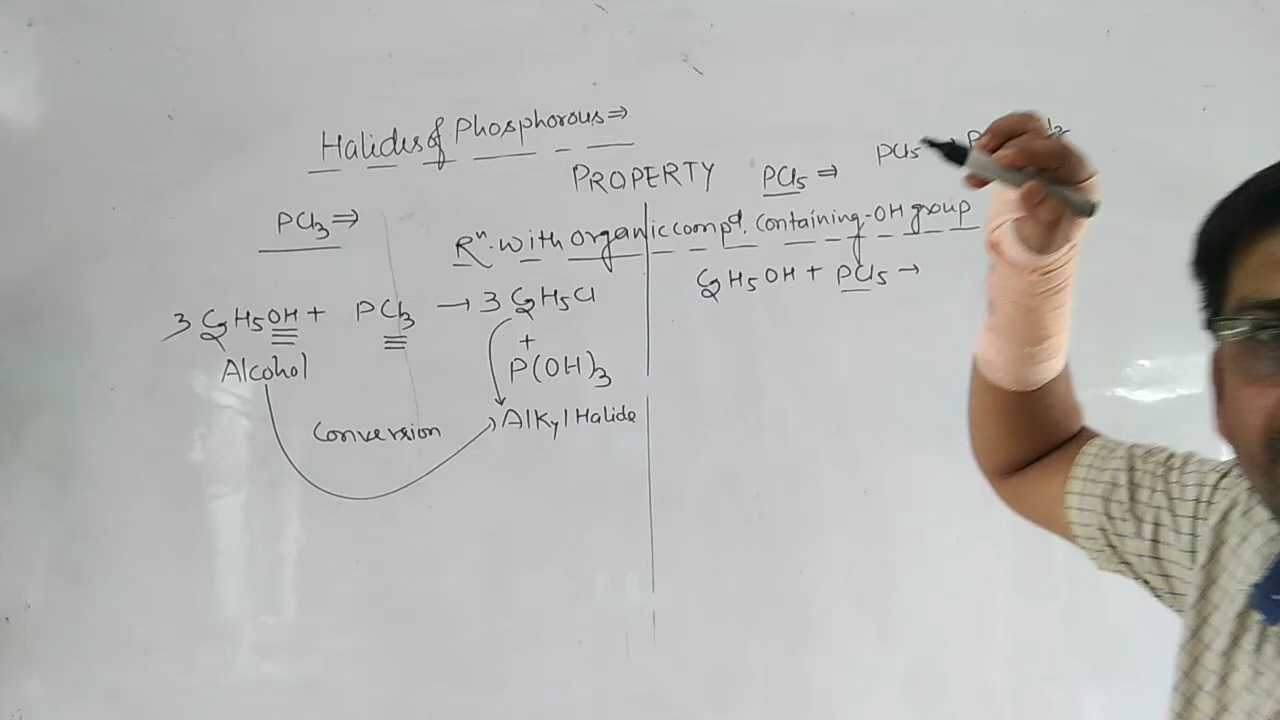 Halides of Phosphorous ⇒
PROPERTY
PCl5 ⇒
PCl5
PCl3 ⇒
Rn. with organic compd. containing -OH group
3 C2H5OH + PCl3 → 3 C2H5Cl
+
P(OH)3
Alcohol
Conversion
Alkyl Halide
C2H5OH + PCl5 →